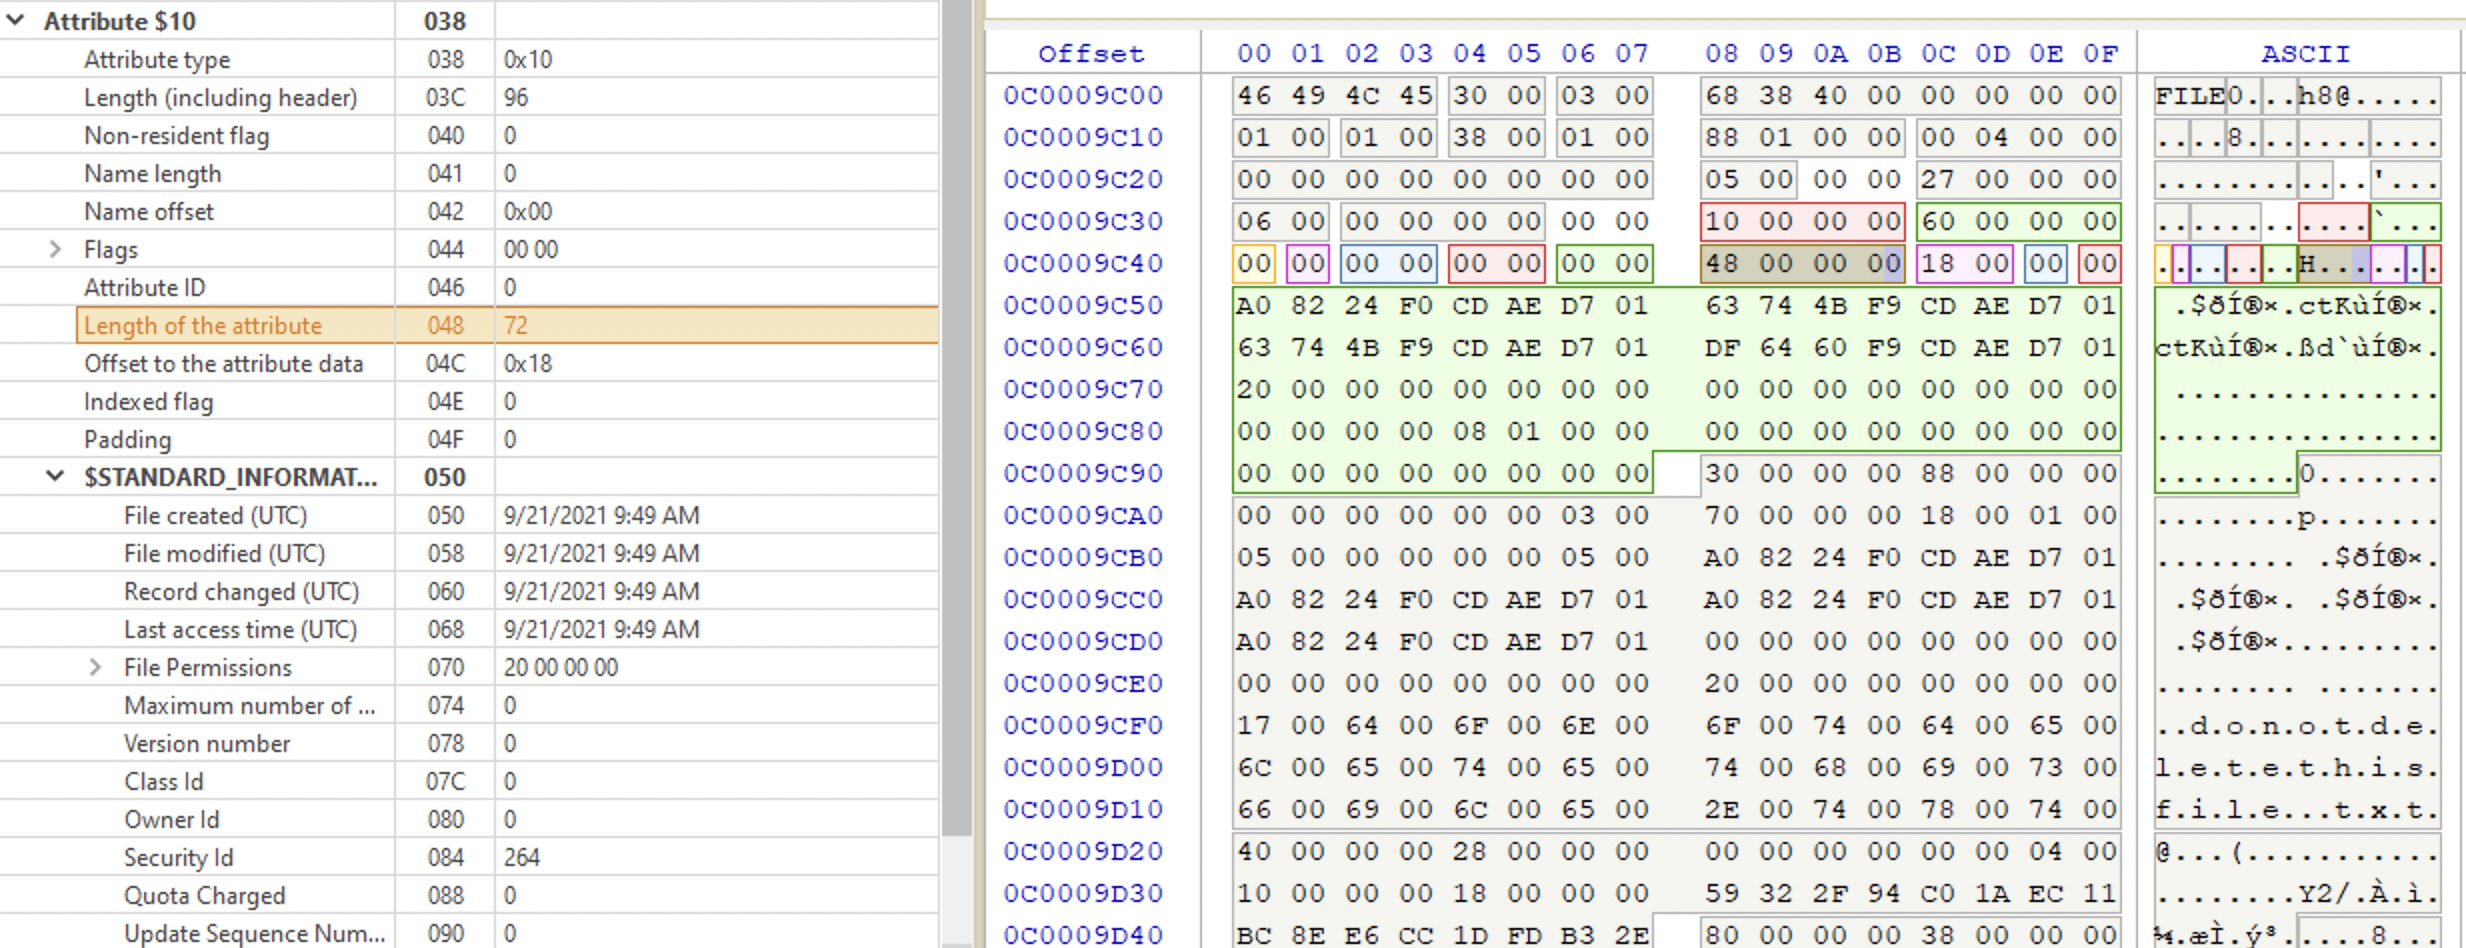 Attribute $10 038
Attribute type 038 0x10
Length (including header) 03C 96
Non-resident flag 040 0
Name length 041 0
Name offset 042 0x00
Flags 044 00 00
Attribute ID 046 0
Length of the attribute 048 72
Offset to the attribute data 04C 0x18
Indexed flag 04E 0
Padding 04F 0
$STANDARD_INFORMAT... 050
File created (UTC) 050 9/21/2021 9:49 AM
File modified (UTC) 058 9/21/2021 9:49 AM
Record changed (UTC) 060 9/21/2021 9:49 AM
Last access time (UTC) 068 9/21/2021 9:49 AM
File Permissions 070 20 00 00 00
Maximum number of ... 074 0
Version number 078 0
Class Id 07C 0
Owner Id 080 0
Security Id 084 264
Quota Charged 088 0
Update Sequence Num... 090 0
Offset 00 01 02 03 04 05 06 07 08 09 0A 0B 0C 0D 0E 0F ASCII
0C0009C00 46 49 4C 45 30 00 03 00 68 38 40 00 00 00 00 00 FILE0...h8@.....
0C0009C10 01 00 01 00 38 00 01 00 88 01 00 00 00 04 00 00 ....8...........
0C0009C20 00 00 00 00 00 00 00 00 05 00 00 00 27 00 00 00 ............'...
0C0009C30 06 00 00 00 00 00 00 00 10 00 00 00 60 00 00 00 ............`...
0C0009C40 00 00 00 00 00 00 00 00 48 00 00 00 18 00 00 00 ........H.......
0C0009C50 A0 82 24 F0 CD AE D7 01 63 74 4B F9 CD AE D7 01 .$ðÍ®×.ctKùÍ®×.
0C0009C60 63 74 4B F9 CD AE D7 01 DF 64 60 F9 CD AE D7 01 ctKùÍ®×.ßd`ùÍ®×.
0C0009C70 20 00 00 00 00 00 00 00 00 00 00 00 00 00 00 00 ...............
0C0009C80 00 00 00 00 08 01 00 00 00 00 00 00 00 00 00 00 ................
0C0009C90 00 00 00 00 00 00 00 00 30 00 00 00 88 00 00 00 ........0.......
0C0009CA0 00 00 00 00 00 00 03 00 70 00 00 00 18 00 01 00 ........p.......
0C0009CB0 05 00 00 00 00 00 05 00 A0 82 24 F0 CD AE D7 01 ........ .$ðÍ®×.
0C0009CC0 A0 82 24 F0 CD AE D7 01 A0 82 24 F0 CD AE D7 01 .$ðÍ®×. .$ðÍ®×.
0C0009CD0 A0 82 24 F0 CD AE D7 01 00 00 00 00 00 00 00 00 .$ðÍ®×.........
0C0009CE0 00 00 00 00 00 00 00 00 20 00 00 00 00 00 00 00 ........ .......
0C0009CF0 17 00 64 00 6F 00 6E 00 6F 00 74 00 64 00 65 00 ..d.o.n.o.t.d.e.
0C0009D00 6C 00 65 00 74 00 65 00 74 00 68 00 69 00 73 00 l.e.t.e.t.h.i.s.
0C0009D10 66 00 69 00 6C 00 65 00 2E 00 74 00 78 00 74 00 f.i.l.e...t.x.t.
0C0009D20 40 00 00 00 28 00 00 00 00 00 00 00 00 00 04 00 @...(...........
0C0009D30 10 00 00 00 18 00 00 00 59 32 2F 94 C0 1A EC 11 ........Y2/.À.ì.
0C0009D40 BC 8E E6 CC 1D FD B3 2E 80 00 00 00 38 00 00 00 ¼.æÌ.ý³.....8...